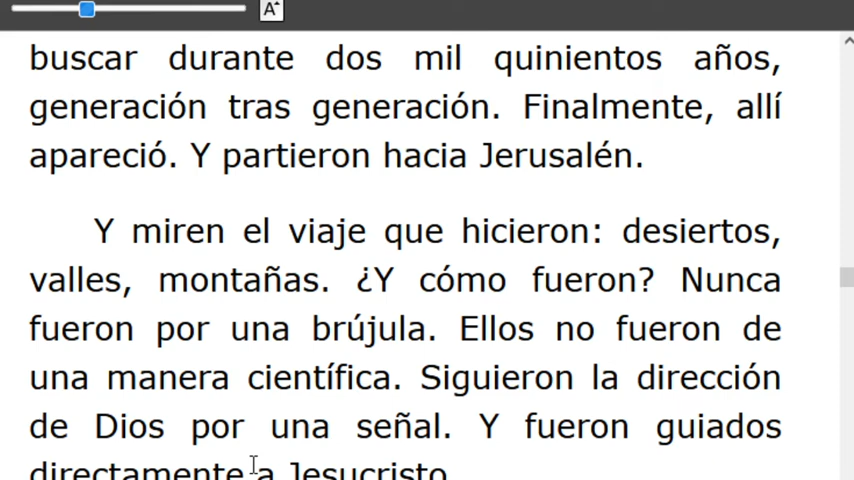 A
buscar durante dos mil quinientos años,
generación tras generación. Finalmente, allí
apareció. Y partieron hacia Jerusalén.
Y miren el viaje que hicieron: desiertos,
valles, montañas. ¿Y cómo fueron? Nunca
fueron por una brújula. Ellos no fueron de
una manera científica. Siguieron la dirección
de Dios por una señal. Y fueron guiados
directamente a Jesucristo.